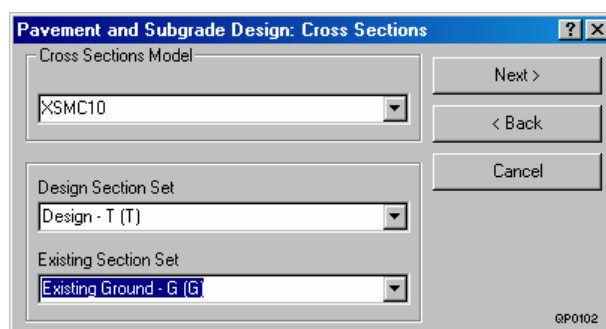 Pavement and Subgrade Design: Cross Sections
Cross Sections Model
XSMC10
Next >
< Back
Cancel
Design Section Set
Design - T (T)
Existing Section Set
Existing Ground - G (G)
QP0102